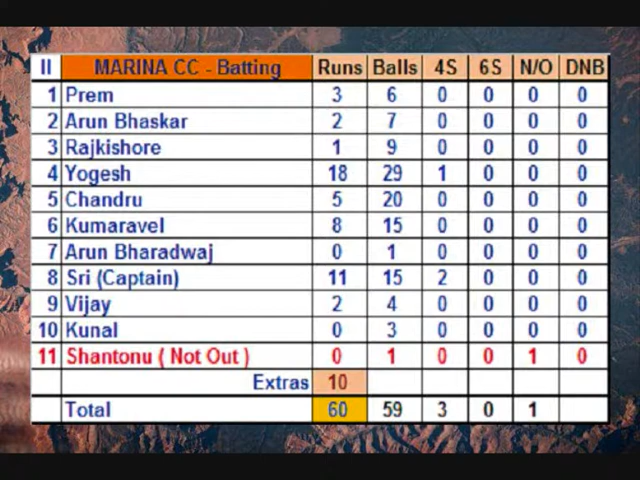 II MARINA CC - Batting Runs Balls 4S 6S N/O DNB
1 Prem 3 6 0 0 0 0
2 Arun Bhaskar 2 7 0 0 0 0
3 Rajkishore 1 9 0 0 0 0
4 Yogesh 18 29 1 0 0 0
5 Chandru 5 20 0 0 0 0
6 Kumaravel 8 15 0 0 0 0
7 Arun Bharadwaj 0 1 0 0 0 0
8 Sri (Captain) 11 15 2 0 0 0
9 Vijay 2 4 0 0 0 0
10 Kunal 0 3 0 0 0 0
11 Shantonu ( Not Out ) 0 1 0 0 1 0
Extras 10
Total 60 59 3 0 1